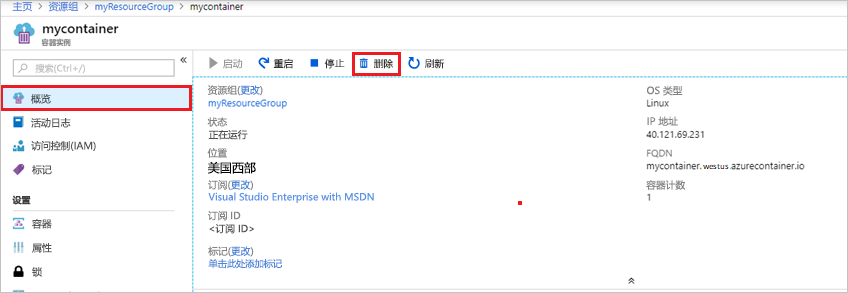 主页 > 资源组 > myResourceGroup > mycontainer
mycontainer
容器实例
«
搜索(Ctrl+/)
启动 重启 停止 删除 刷新
概览
活动日志
访问控制(IAM)
标记
设置
容器
属性
锁
资源组(更改)
myResourceGroup
状态
正在运行
位置
美国西部
订阅(更改)
Visual Studio Enterprise with MSDN
订阅 ID
<订阅 ID>
标记(更改)
单击此处添加标记
OS 类型
Linux
IP 地址
40.121.69.231
FQDN
mycontainer.westus.azurecontainer.io
容器计数
1